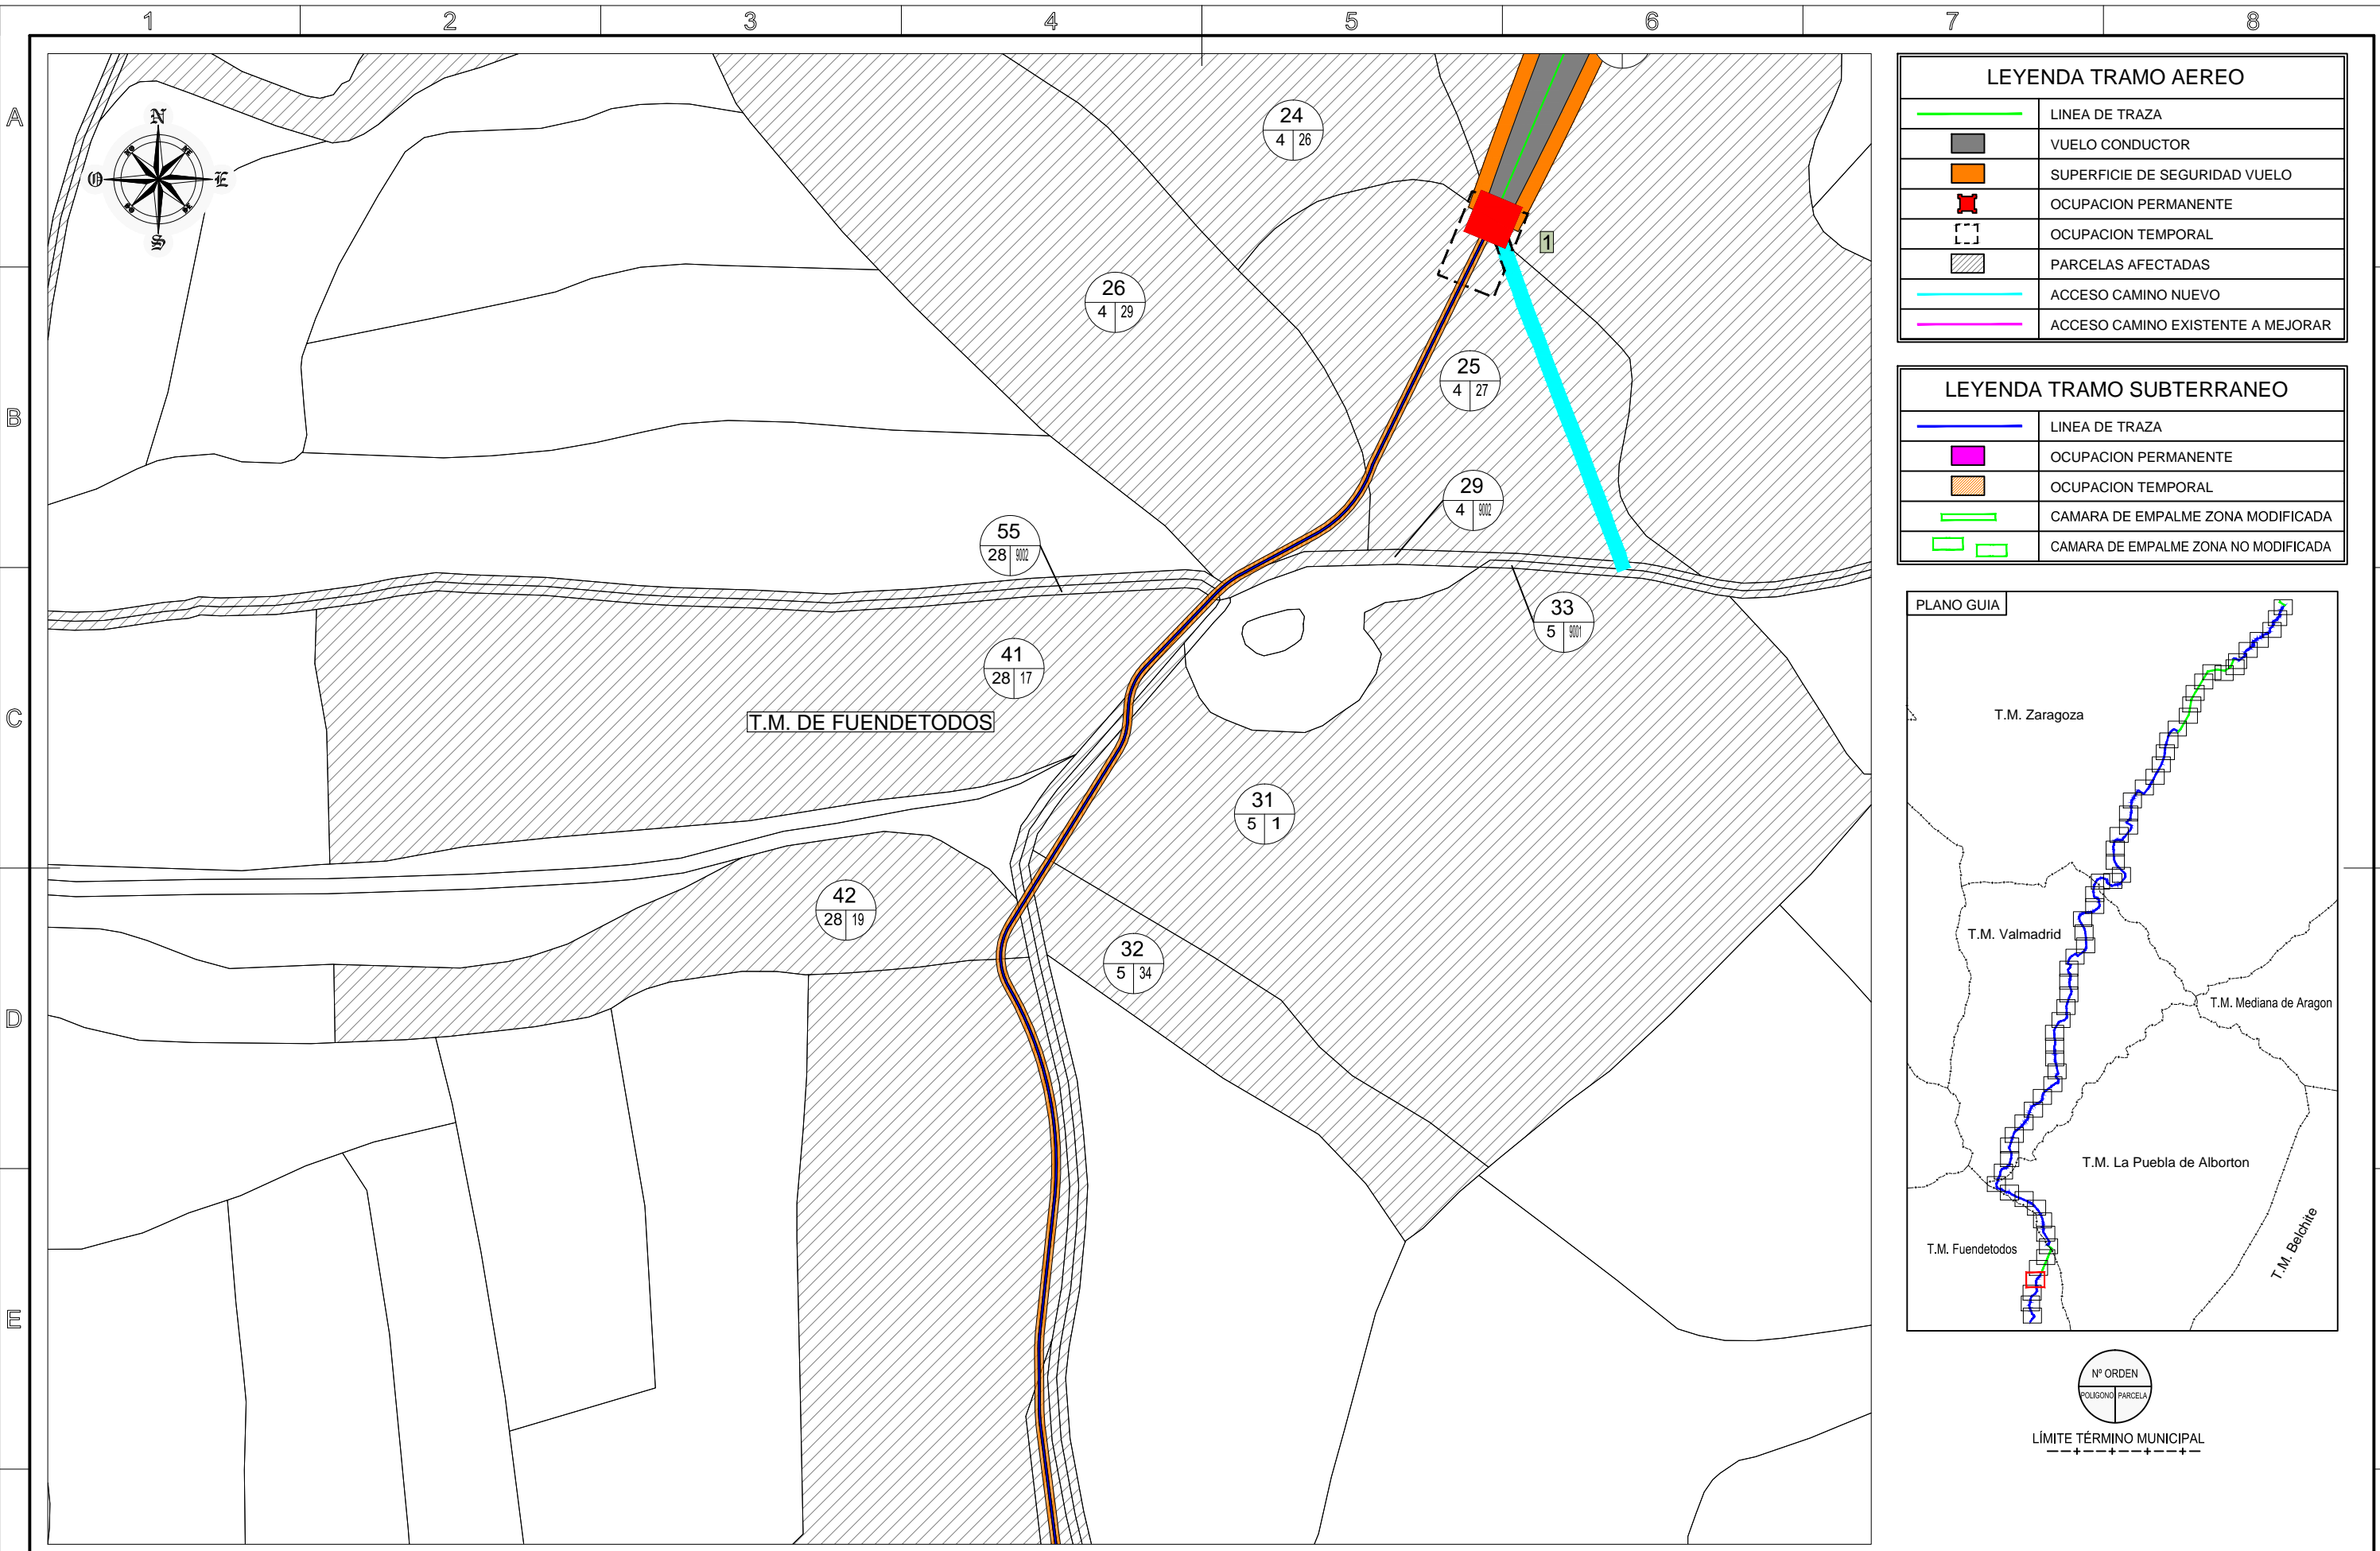 1 2 3 4 5 6 7 8
A
B
C
D
E
N
O
E
S
24
4 26
26
4 29
1
25
4 27
29
4 9002
55
28 9002
33
5 9001
41
28 17
T.M. DE FUENDETODOS
31
5 1
42
28 19
32
5 34
LEYENDA TRAMO AEREO
LINEA DE TRAZA
VUELO CONDUCTOR
SUPERFICIE DE SEGURIDAD VUELO
OCUPACION PERMANENTE
OCUPACION TEMPORAL
PARCELAS AFECTADAS
ACCESO CAMINO NUEVO
ACCESO CAMINO EXISTENTE A MEJORAR
LEYENDA TRAMO SUBTERRANEO
LINEA DE TRAZA
OCUPACION PERMANENTE
OCUPACION TEMPORAL
CAMARA DE EMPALME ZONA MODIFICADA
CAMARA DE EMPALME ZONA NO MODIFICADA
PLANO GUIA
T.M. Zaragoza
T.M. Valmadrid
T.M. Mediana de Aragon
T.M. La Puebla de Alborton
T.M. Fuendetodos
T.M. Belchite
Nº ORDEN
POLIGONO PARCELA
LÍMITE TÉRMINO MUNICIPAL